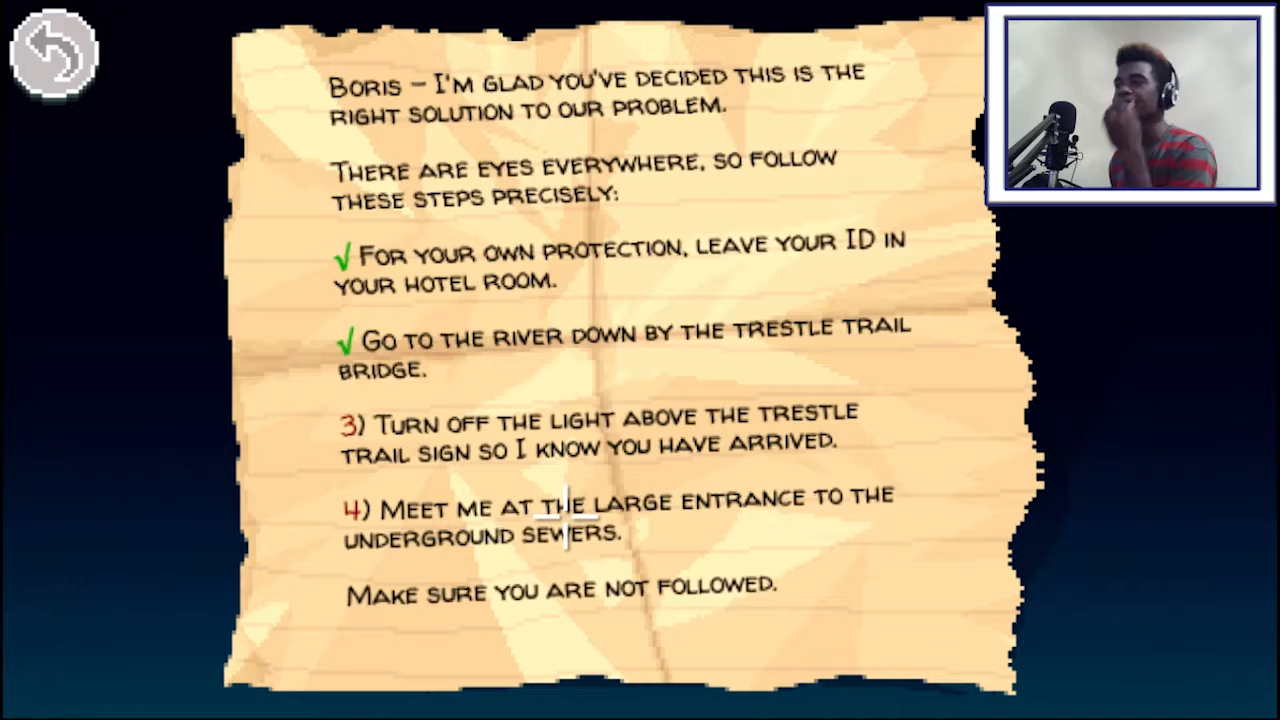 Boris – I'm glad you've decided this is the
right solution to our problem.
There are eyes everywhere, so follow
these steps precisely:
√ For your own protection, leave your ID in
your hotel room.
√ Go to the river down by the trestle trail
bridge.
3) Turn off the light above the trestle
trail sign so I know you have arrived.
4) Meet me at the large entrance to the
underground sewers.
Make sure you are not followed.